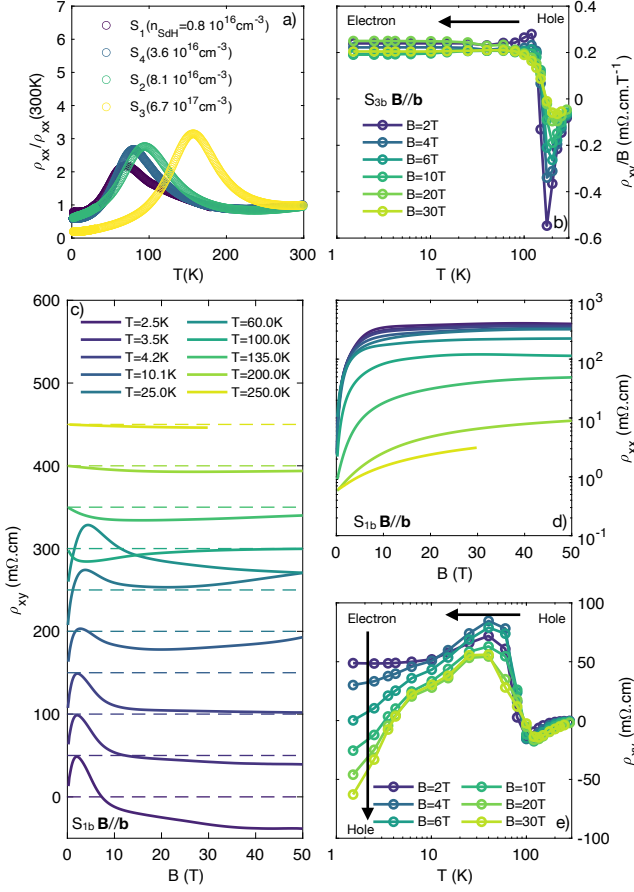 a)
S1(nSdH=0.8 10^16cm^-3)
S4(3.6 10^16cm^-3)
S2(8.1 10^16cm^-3)
S3(6.7 10^17cm^-3)
ρxx/ρxx(300K)
7
6
5
4
3
2
1
0
0 100 200 300
T(K)
Electron Hole
S3b B//b
B=2T
B=4T
B=6T
B=10T
B=20T
B=30T
b)
0.4
0.2
0
-0.2
-0.4
-0.6
ρxy/B (mΩ.cm.T^-1)
1 10 100
T (K)
c)
T=2.5K T=60.0K
T=3.5K T=100.0K
T=4.2K T=135.0K
T=10.1K T=200.0K
T=25.0K T=250.0K
600
500
400
300
200
100
0
ρxy (mΩ.cm)
S1b B//b
0 10 20 30 40 50
B (T)
10^3
10^2
10^1
10^0
10^-1
ρxx (mΩ.cm)
S1b B//b
d)
0 10 20 30 40 50
B (T)
Electron Hole
100
50
0
-50
-100
ρxy (mΩ.cm)
B=2T B=10T
B=4T B=20T
B=6T B=30T
Hole
e)
1 10 100
T (K)